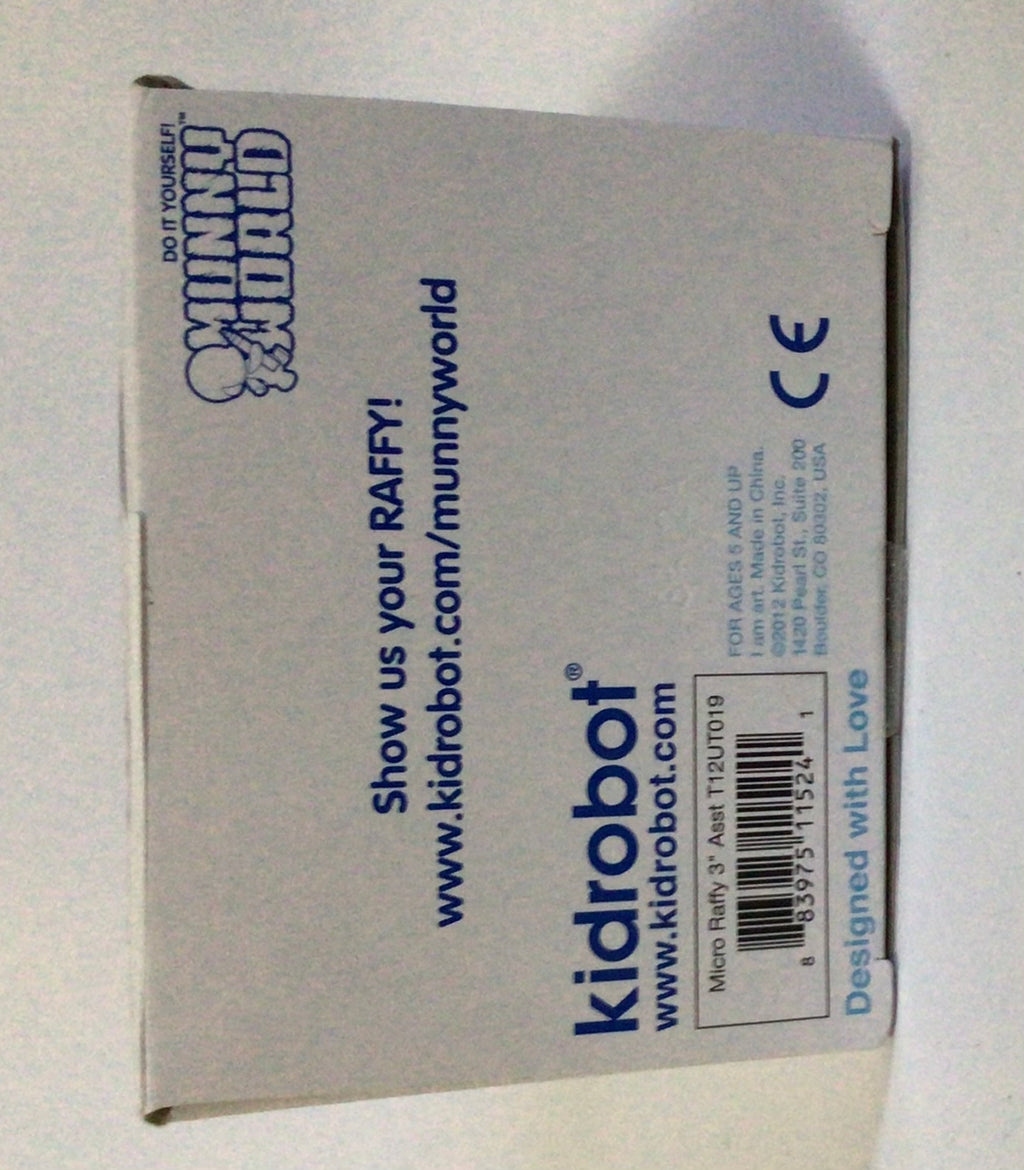 DO IT YOURSELF!
MUNNY™
WORLD
Show us your RAFFY!
www.kidrobot.com/munnyworld
kidrobot®
www.kidrobot.com
Micro Raffy 3" Asst T12UT019
8 83975 11524 1
Designed with Love
FOR AGES 5 AND UP
I am art. Made in China.
©2012 Kidrobot, Inc.
1420 Pearl St., Suite 200
Boulder, CO 80302, USA
CE